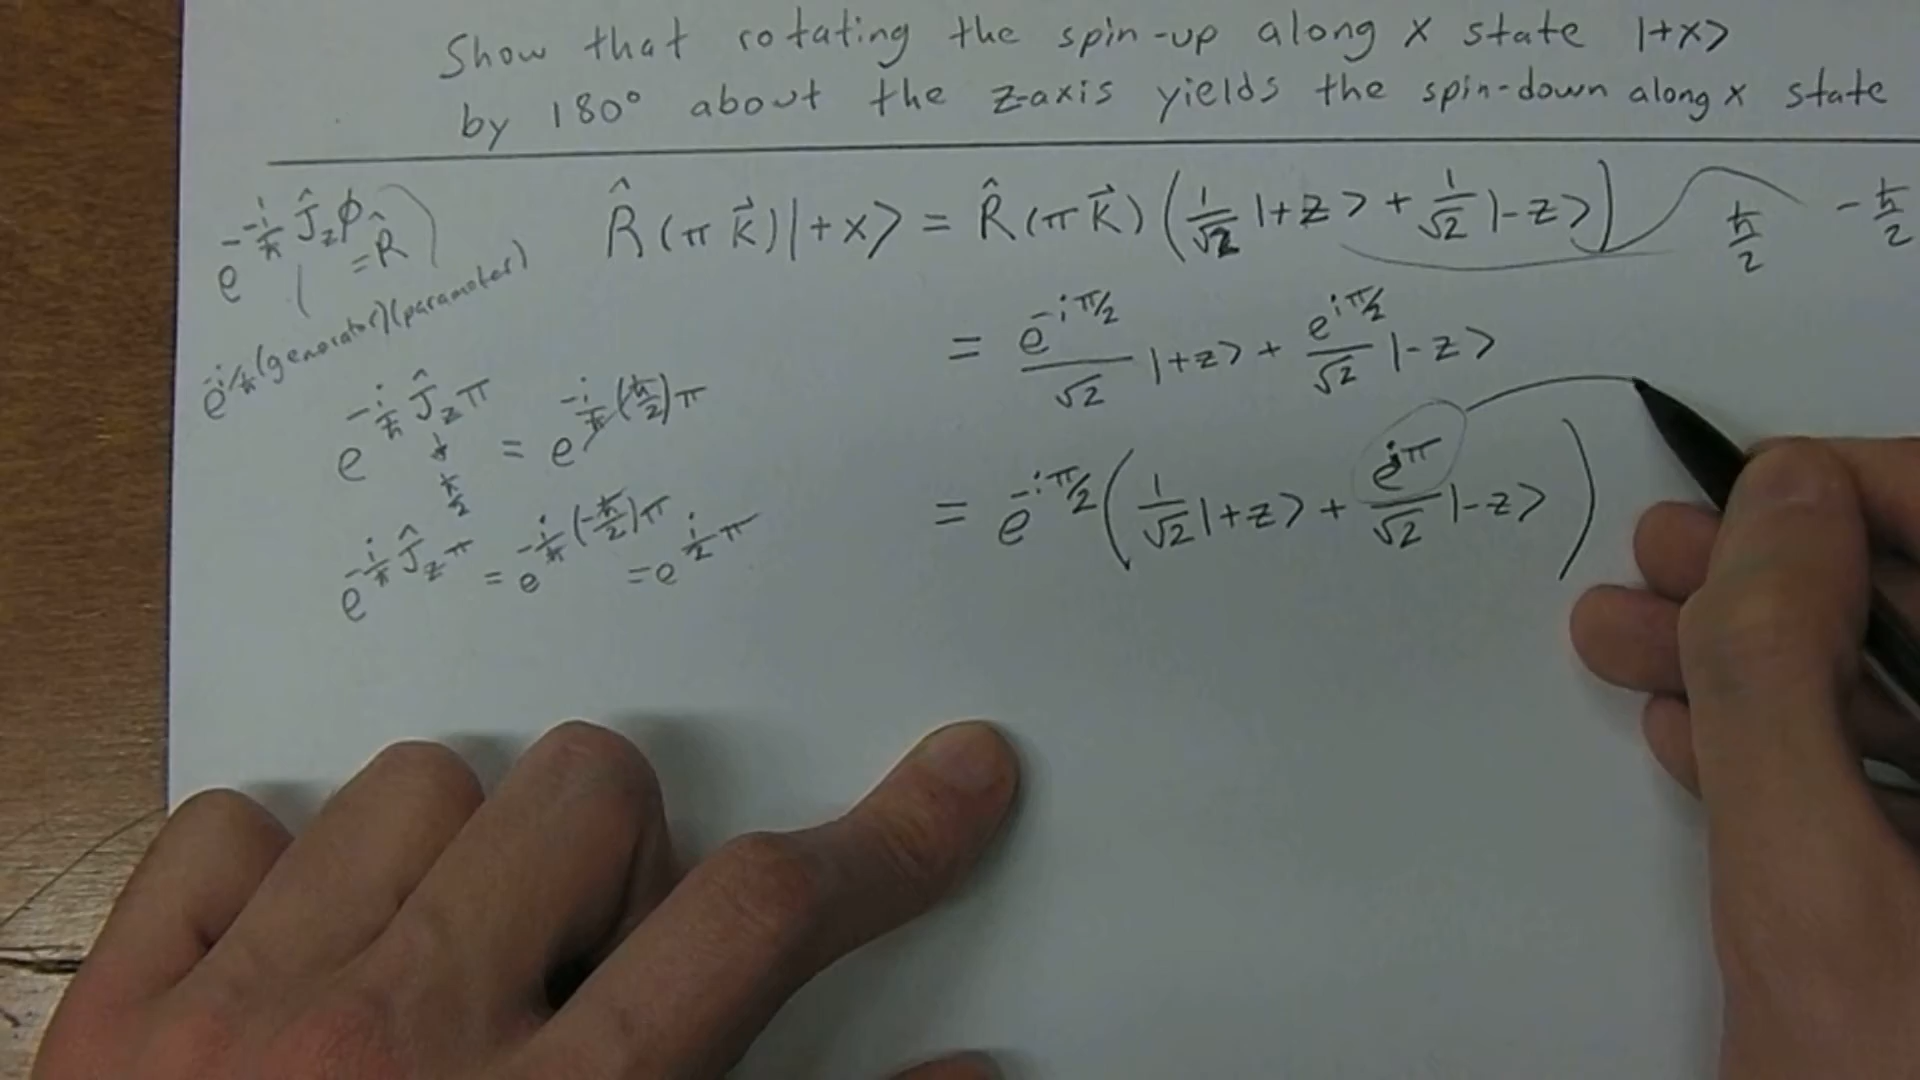 Show that rotating the spin-up along x state |+x>
by 180° about the z-axis yields the spin-down along x state
e^{-i/ħ Ĵ_z φ} = R̂
e^{-i/ħ (generator)(parameter)}
R̂(π k⃗)|+x> = R̂(π k⃗)(1/√2 |+z> + 1/√2 |-z>)
ħ/2 -ħ/2
= e^{-iπ/2}/√2 |+z> + e^{iπ/2}/√2 |-z>
e^{-i/ħ Ĵ_z π} = e^{-i/ħ (ħ/2)π}
ħ/2
= e^{-iπ/2}(1/√2 |+z> + e^{iπ}/√2 |-z>)
e^{-i/ħ Ĵ_z π} = e^{-i/ħ (-ħ/2)π} = e^{i/2 π}